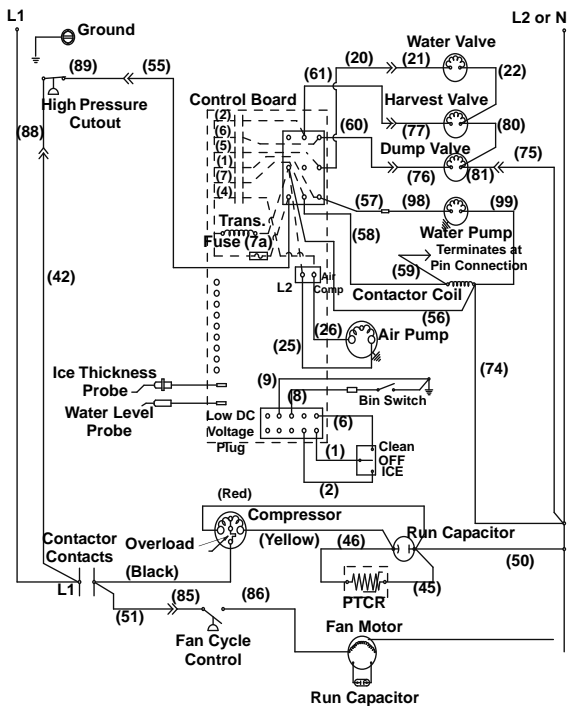 L1
L2 or N
Ground
Water Valve
(20)
(21)
(89)
(55)
(61)
(22)
High Pressure
Cutout
Control Board
Harvest Valve
(2)
(6)
(5)
(1)
(7)
(4)
(88)
(60)
(77)
(80)
Dump Valve
(75)
(76)
(81)
(57)
(98)
(99)
Trans.
Fuse (7a)
(58)
Water Pump
Terminates at
Pin Connection
(59)
(42)
L2
Air
Comp
Contactor Coil
(56)
(26)
Air Pump
(25)
(74)
Ice Thickness
Probe
(9)
(8)
Bin Switch
Water Level
Probe
Low DC
Voltage
Plug
(6)
Clean
OFF
ICE
(1)
(2)
(Red)
Compressor
Contactor
Contacts
Overload
(Yellow)
(46)
Run Capacitor
(50)
L1
(Black)
(45)
PTCR
(51)
(85)
(86)
Fan Cycle
Control
Fan Motor
Run Capacitor